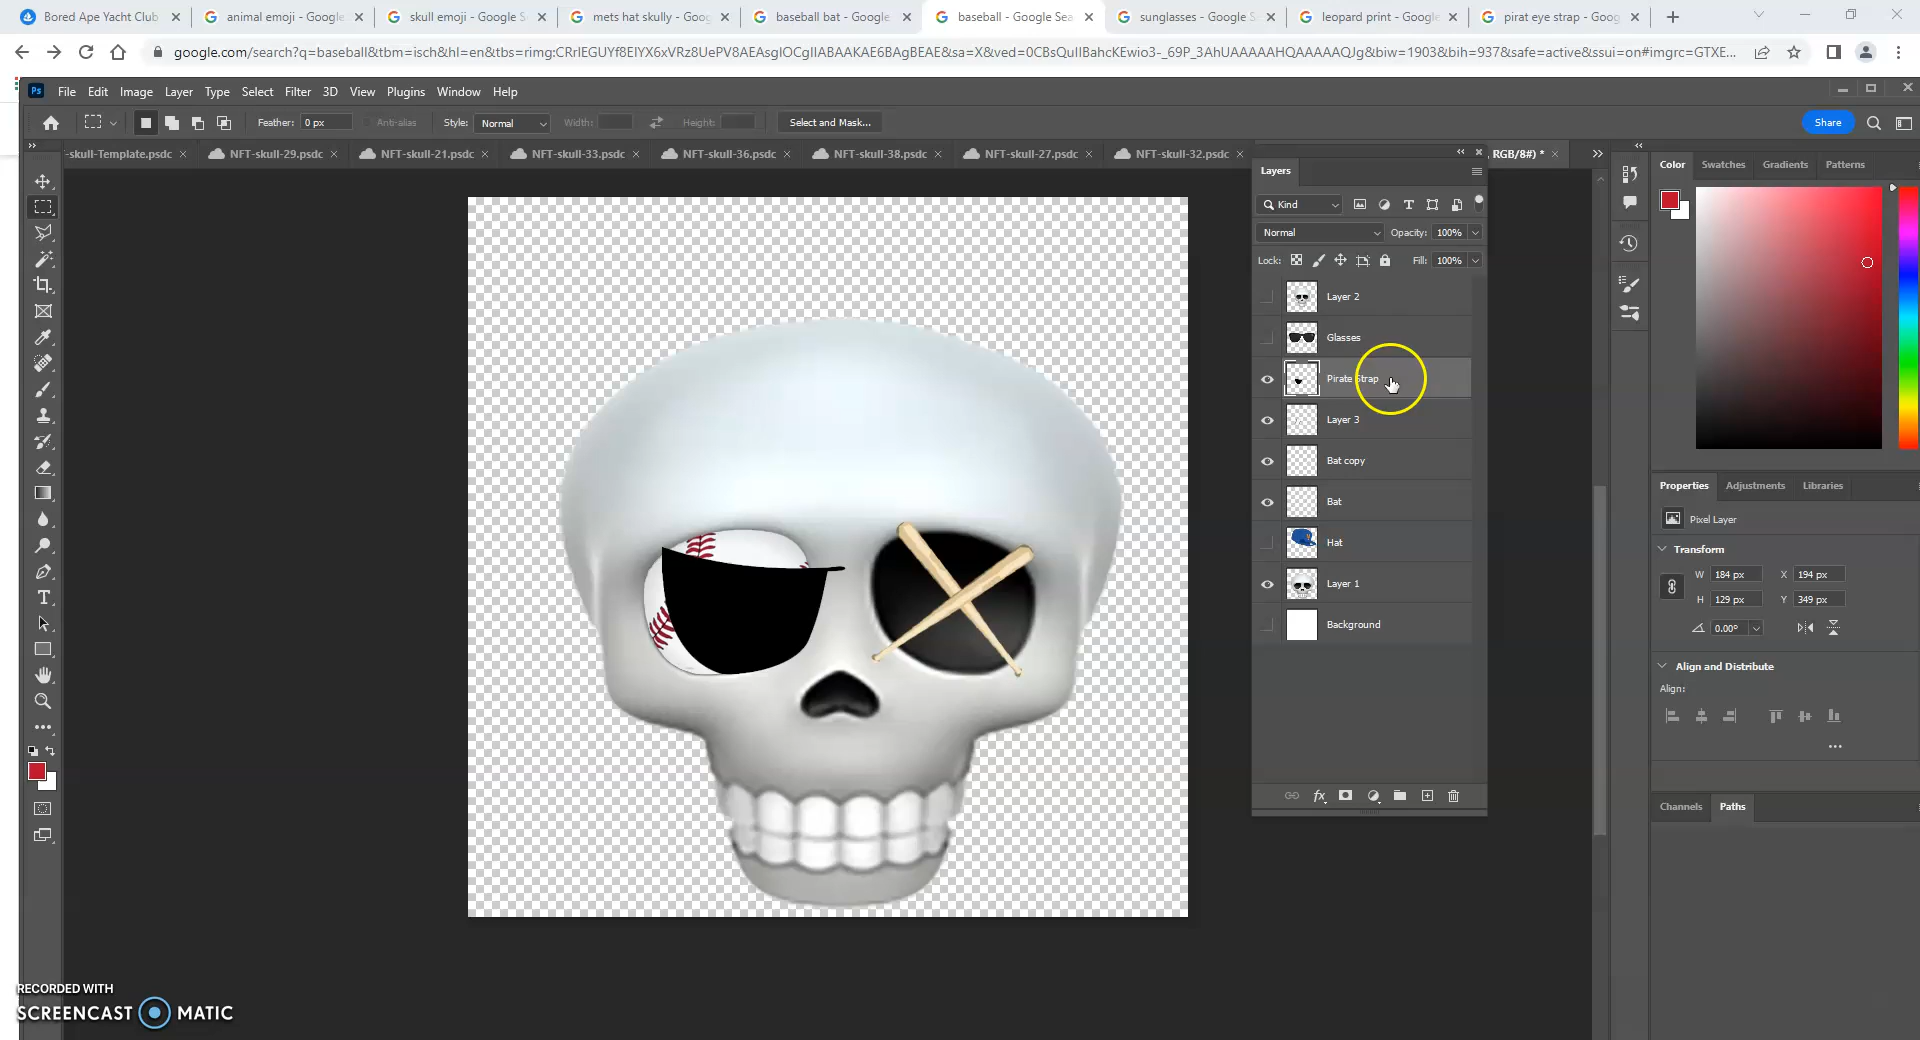 Bored Ape Yacht Club
animal emoji - Google
skull emoji - Google S
mets hat skully - Goog
baseball bat - Google
baseball - Google Sea
sunglasses - Google S
leopard print - Google
pirat eye strap - Goog
google.com/search?q=baseball&tbm=isch&hl=en&tbs=rimg:CRrIEGUYf8EIYX6xVRz8UePV8AEAsgIOCgIIABAAKAE6BAgBEAE&sa=X&ved=0CBsQuIIBahcKEwio3-_69P_3AhUAAAAAHQAAAAAQJg&biw=1903&bih=937&safe=active&ssui=on#imgrc=GTXE...
Ps File Edit Image Layer Type Select Filter 3D View Plugins Window Help
Feather: 0 px Anti-alias Style: Normal Width: Height: Select and Mask... Share
-skull-Template.psdc NFT-skull-29.psdc NFT-skull-21.psdc NFT-skull-33.psdc NFT-skull-36.psdc NFT-skull-38.psdc NFT-skull-27.psdc NFT-skull-32.psdc , RGB/8#) *
Layers
Kind
Normal Opacity: 100%
Lock: Fill: 100%
Layer 2
Glasses
Pirate Strap
Layer 3
Bat copy
Bat
Hat
Layer 1
Background
fx
Color Swatches Gradients Patterns
Properties Adjustments Libraries
Pixel Layer
Transform
W 184 px X 194 px
H 129 px Y 349 px
0.00°
Align and Distribute
Align:
Channels Paths
RECORDED WITH
SCREENCAST MATIC